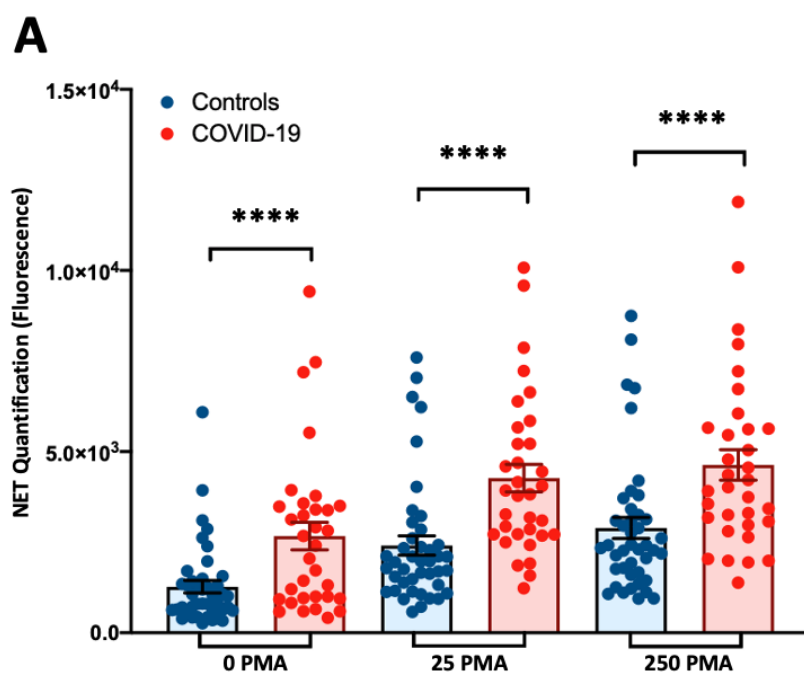 A
1.5×10⁴
Controls
COVID-19
****
****
****
1.0×10⁴
5.0×10³
0.0
NET Quantification (Fluorescence)
0 PMA
25 PMA
250 PMA